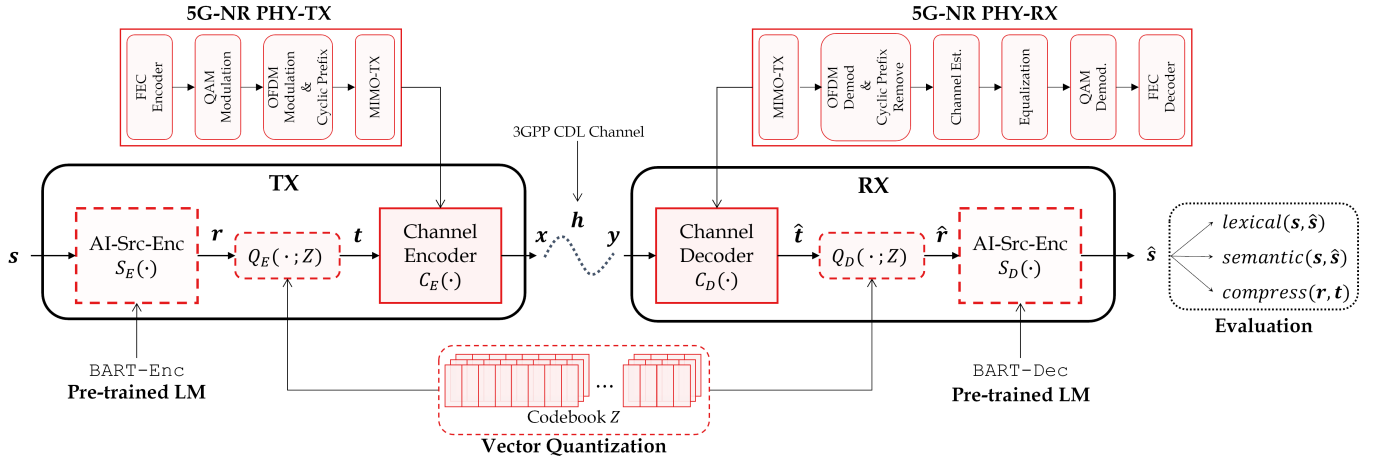 5G-NR PHY-TX
5G-NR PHY-RX
FEC
Encoder
QAM
Modulation
OFDM
Modulation
&
Cyclic Prefix
MIMO-TX
MIMO-TX
OFDM
Demod
&
Cyclic Prefix
Remove
Channel Est.
Equalization
QAM
Demod.
FEC
Decoder
3GPP CDL Channel
TX
RX
s
AI-Src-Enc
S_E(·)
r
Q_E(·;Z)
t
Channel
Encoder
C_E(·)
x
h
y
Channel
Decoder
C_D(·)
t̂
Q_D(·;Z)
r̂
AI-Src-Enc
S_D(·)
ŝ
lexical(s, ŝ)
semantic(s, ŝ)
compress(r, t)
Evaluation
BART-Enc
Pre-trained LM
...
Codebook Z
Vector Quantization
BART-Dec
Pre-trained LM